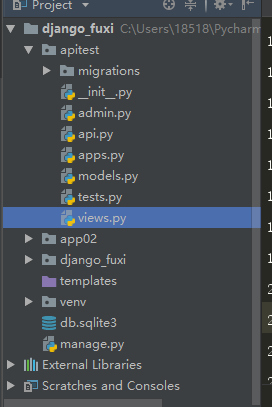 Project
django_fuxi C:\Users\18518\Pycharm
apitest
migrations
__init__.py
admin.py
api.py
apps.py
models.py
tests.py
views.py
app02
django_fuxi
templates
venv
db.sqlite3
manage.py
External Libraries
Scratches and Consoles